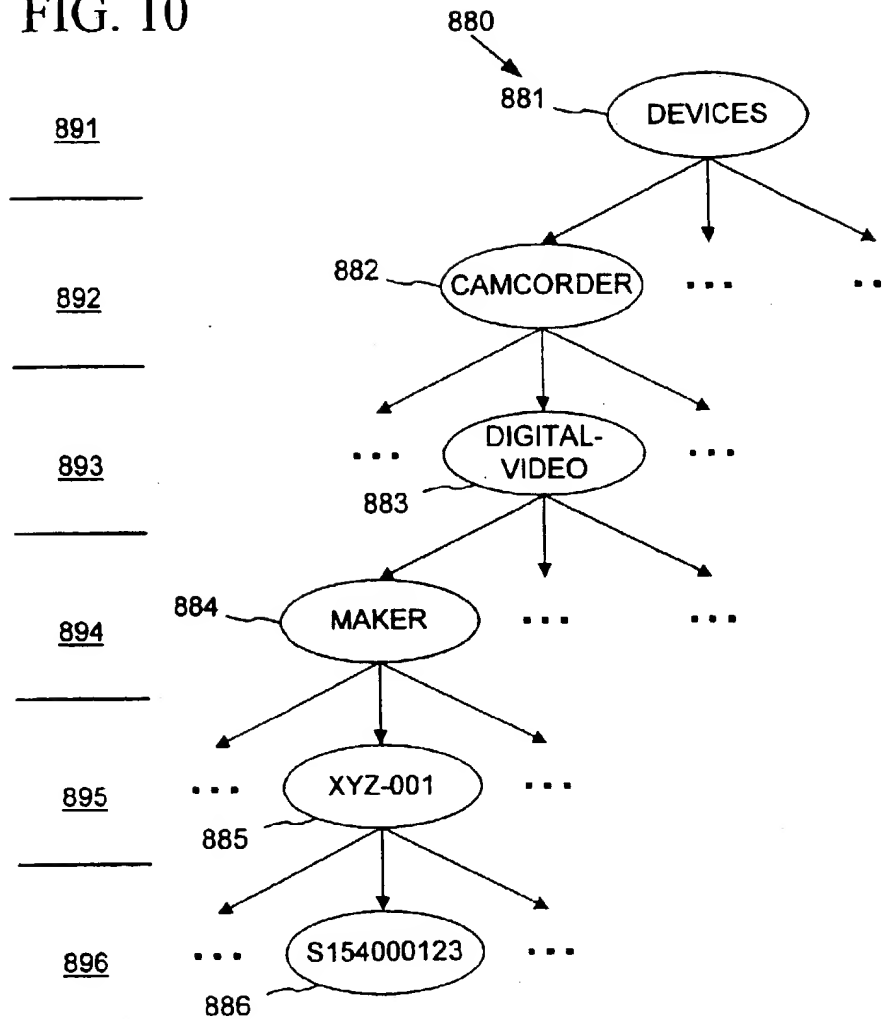 FIG. 10
880
881 DEVICES
891
882 CAMCORDER ... ..
892
... DIGITAL-
VIDEO ...
893
883
884 MAKER ... ...
894
... XYZ-001 ...
895
885
... S154000123 ...
896
886